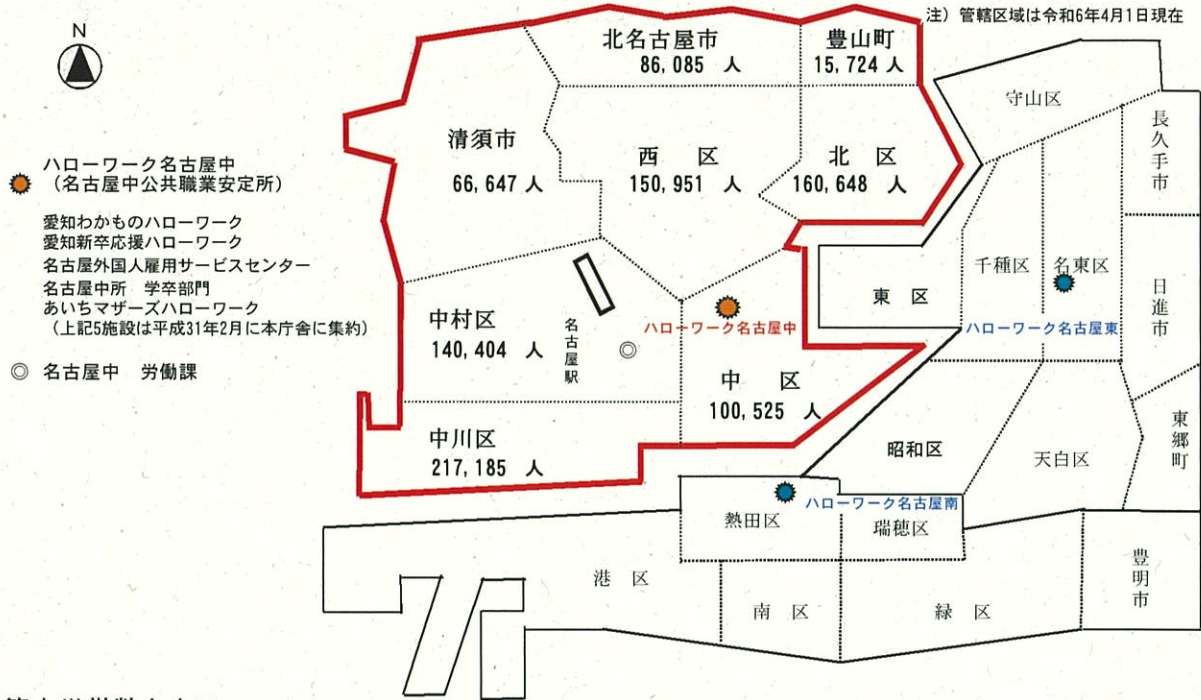 注）管轄区域は令和6年4月1日現在
N
ハローワーク名古屋中
（名古屋中公共職業安定所）
愛知わかものハローワーク
愛知新卒応援ハローワーク
名古屋外国人雇用サービスセンター
名古屋中所　学卒部門
あいちマザーズハローワーク
（上記5施設は平成31年2月に本庁舎に集約）
◎ 名古屋中　労働課
北名古屋市
86,085 人
豊山町
15,724 人
清須市
66,647 人
西　区
150,951 人
北　区
160,648 人
守山区
長久手市
千種区
名東区
日進市
東　区
ハローワーク名古屋中
ハローワーク名古屋東
中村区
140,404 人
名古屋駅
中　区
100,525 人
中川区
217,185 人
昭和区
天白区
東郷町
ハローワーク名古屋南
熱田区
瑞穂区
港　区
南　区
緑　区
豊明市